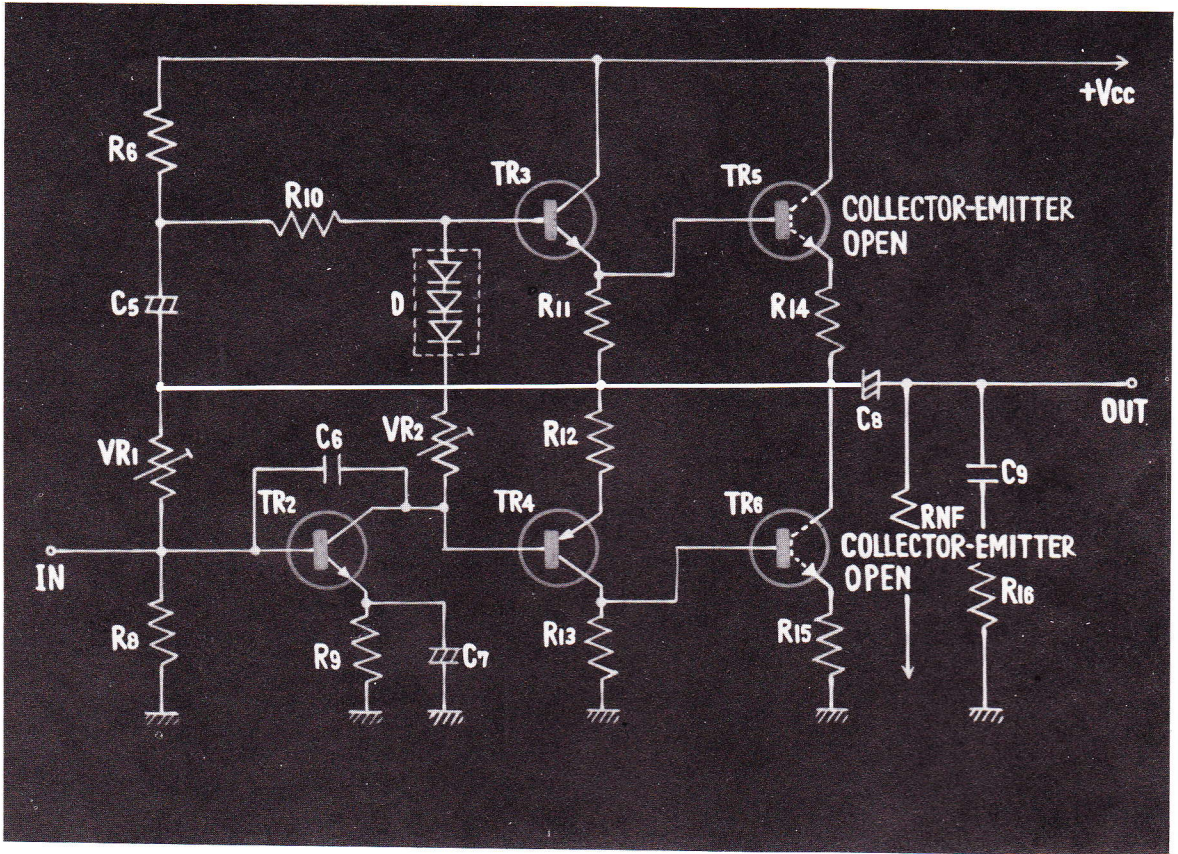 +Vcc
R6
R10
TR3
TR5
COLLECTOR-EMITTER
OPEN
C5
D
R11
R14
C8
OUT
VR1
C6
VR2
R12
C9
TR2
TR4
TR6
RNF
COLLECTOR-EMITTER
OPEN
IN
R16
R8
R9
C7
R13
R15